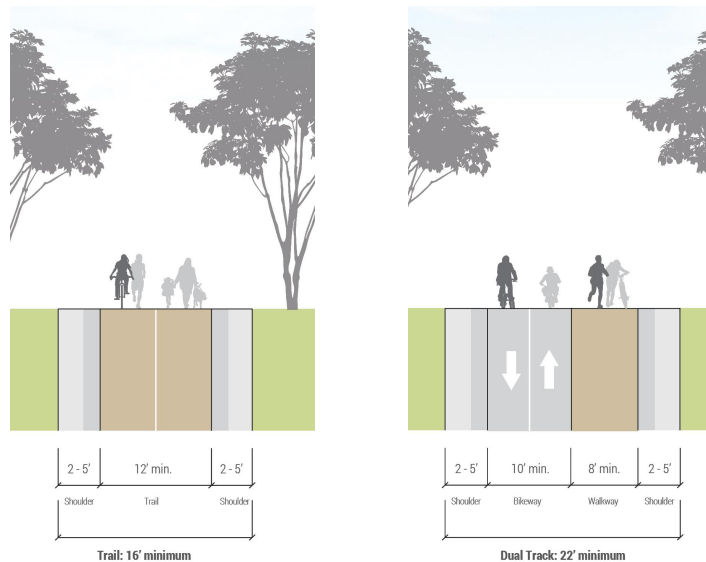 2 - 5' 12' min. 2 - 5'
Shoulder Trail Shoulder
Trail: 16' minimum
2 - 5' 10' min. 8' min. 2 - 5'
Shoulder Bikeway Walkway Shoulder
Dual Track: 22' minimum